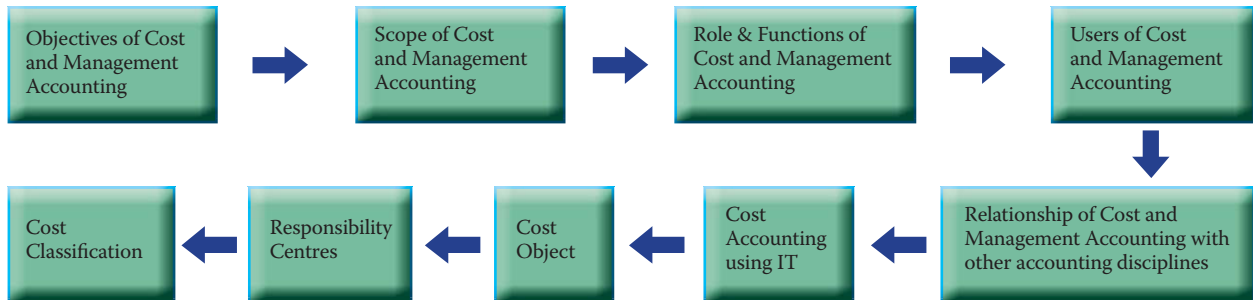 Objectives of Cost
and Management
Accounting
Scope of Cost
and Management
Accounting
Role & Functions of
Cost and Management
Accounting
Users of Cost
and Management
Accounting
Relationship of Cost and
Management Accounting with
other accounting disciplines
Cost
Accounting
using IT
Cost
Object
Responsibility
Centres
Cost
Classification